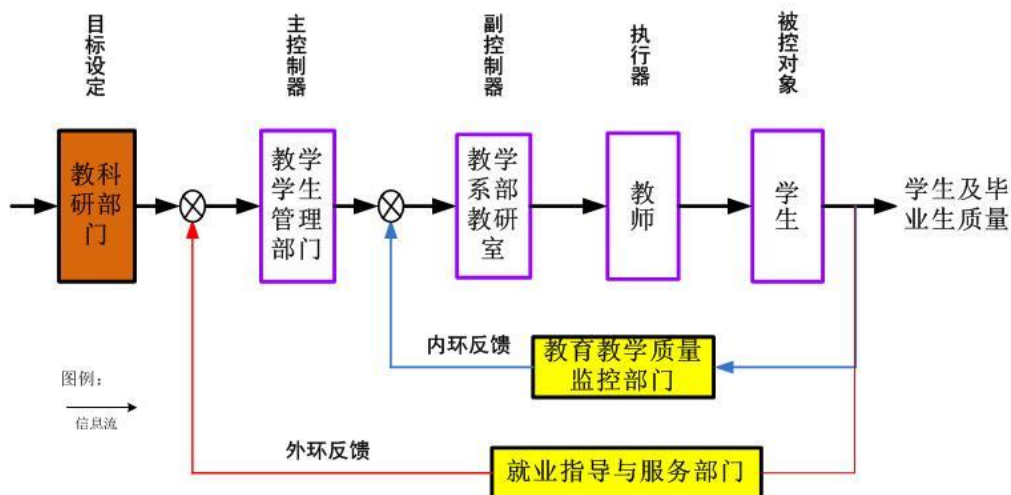 目标设定
主控制器
副控制器
执行器
被控对象
教科
研部
门
教学
学生
管理
部门
教学
系部
教研
室
教
师
学
生
学生及毕
业生质量
内环反馈
教育教学质量
监控部门
图例：
信息流
外环反馈
就业指导与服务部门